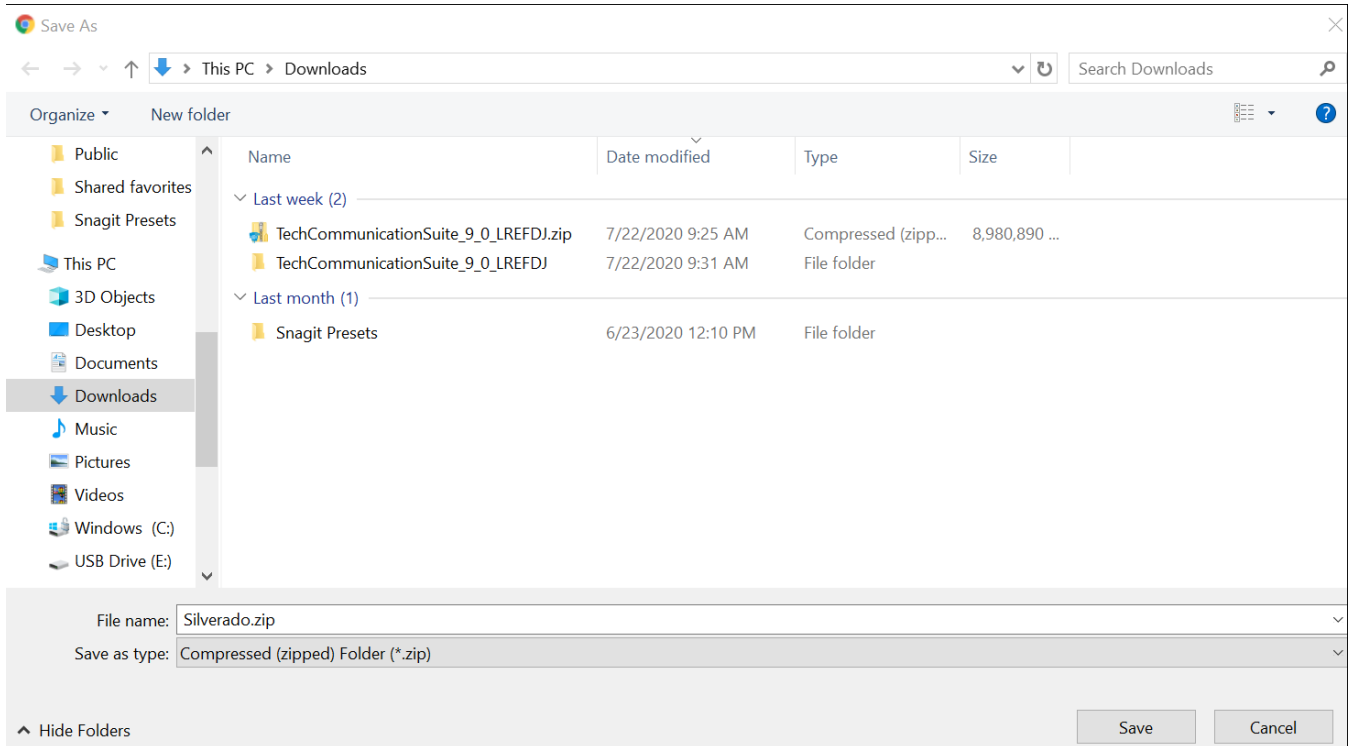 Save As
This PC > Downloads
Search Downloads
Organize
New folder
?
Public
Shared favorites
Snagit Presets
This PC
3D Objects
Desktop
Documents
Downloads
Music
Pictures
Videos
Windows (C:)
USB Drive (E:)
Name Date modified Type Size
Last week (2)
TechCommunicationSuite_9_0_LREFDJ.zip 7/22/2020 9:25 AM Compressed (zipp... 8,980,890 ...
TechCommunicationSuite_9_0_LREFDJ 7/22/2020 9:31 AM File folder
Last month (1)
Snagit Presets 6/23/2020 12:10 PM File folder
File name: Silverado.zip
Save as type: Compressed (zipped) Folder (*.zip)
Hide Folders
Save
Cancel